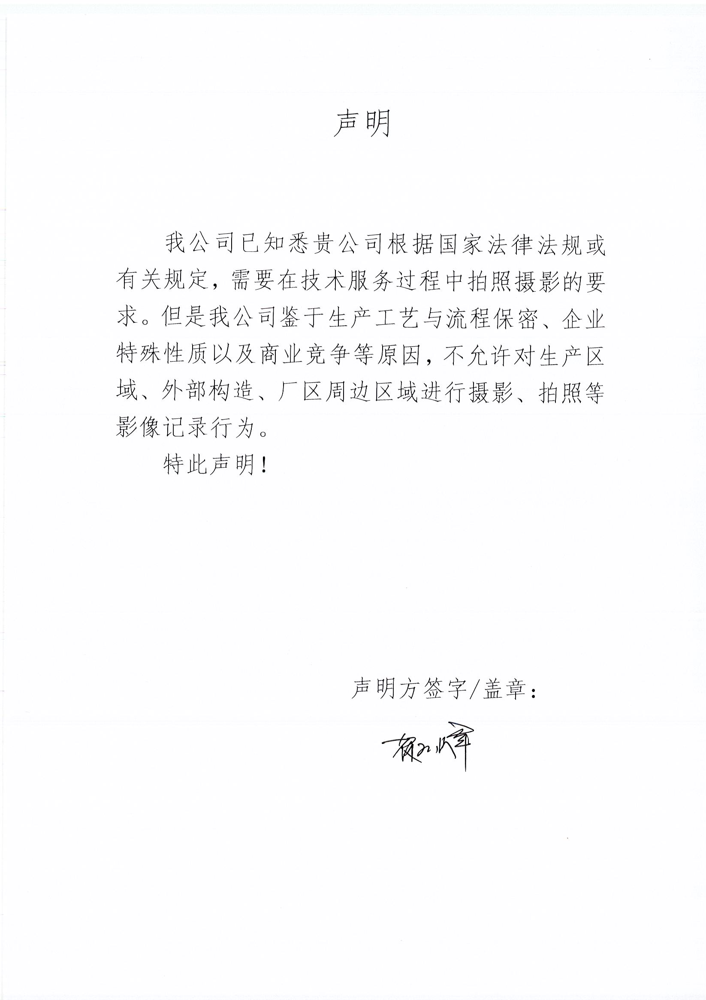 声明
我公司已知悉贵公司根据国家法律法规或
有关规定，需要在技术服务过程中拍照摄影的要
求。但是我公司鉴于生产工艺与流程保密、企业
特殊性质以及商业竞争等原因，不允许对生产区
域、外部构造、厂区周边区域进行摄影、拍照等
影像记录行为。
特此声明！
声明方签字/盖章：